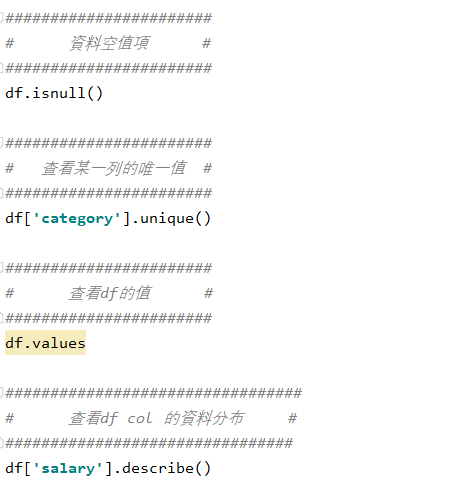 #######################
#      資料空值項      #
#######################
df.isnull()
#######################
#   查看某一列的唯一值  #
#######################
df['category'].unique()
#######################
#      查看df的值      #
#######################
df.values
#################################
#      查看df col 的資料分布     #
################################
df['salary'].describe()